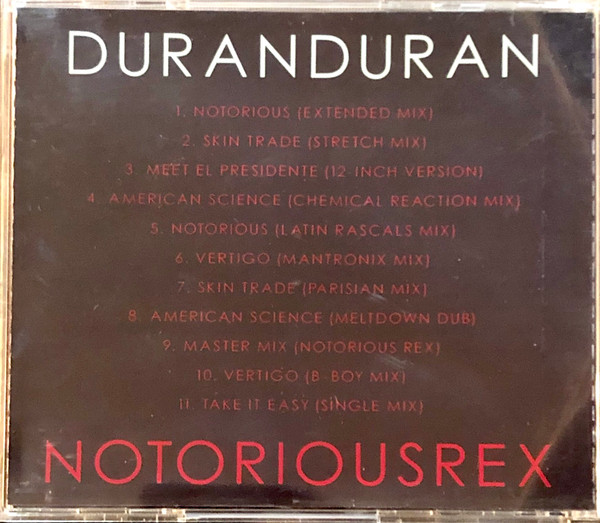 DURANDURAN
1. NOTORIOUS (EXTENDED MIX)
2. SKIN TRADE (STRETCH MIX)
3. MEET EL PRESIDENTE (12 INCH VERSION)
4. AMERICAN SCIENCE (CHEMICAL REACTION MIX)
5. NOTORIOUS (LATIN RASCALS MIX)
6. VERTIGO (MANTRONIX MIX)
7. SKIN TRADE (PARISIAN MIX)
8. AMERICAN SCIENCE (MELTDOWN DUB)
9. MASTER MIX (NOTORIOUS REX)
10. VERTIGO (B-BOY MIX)
11. TAKE IT EASY (SINGLE MIX)
NOTORIOUSREX